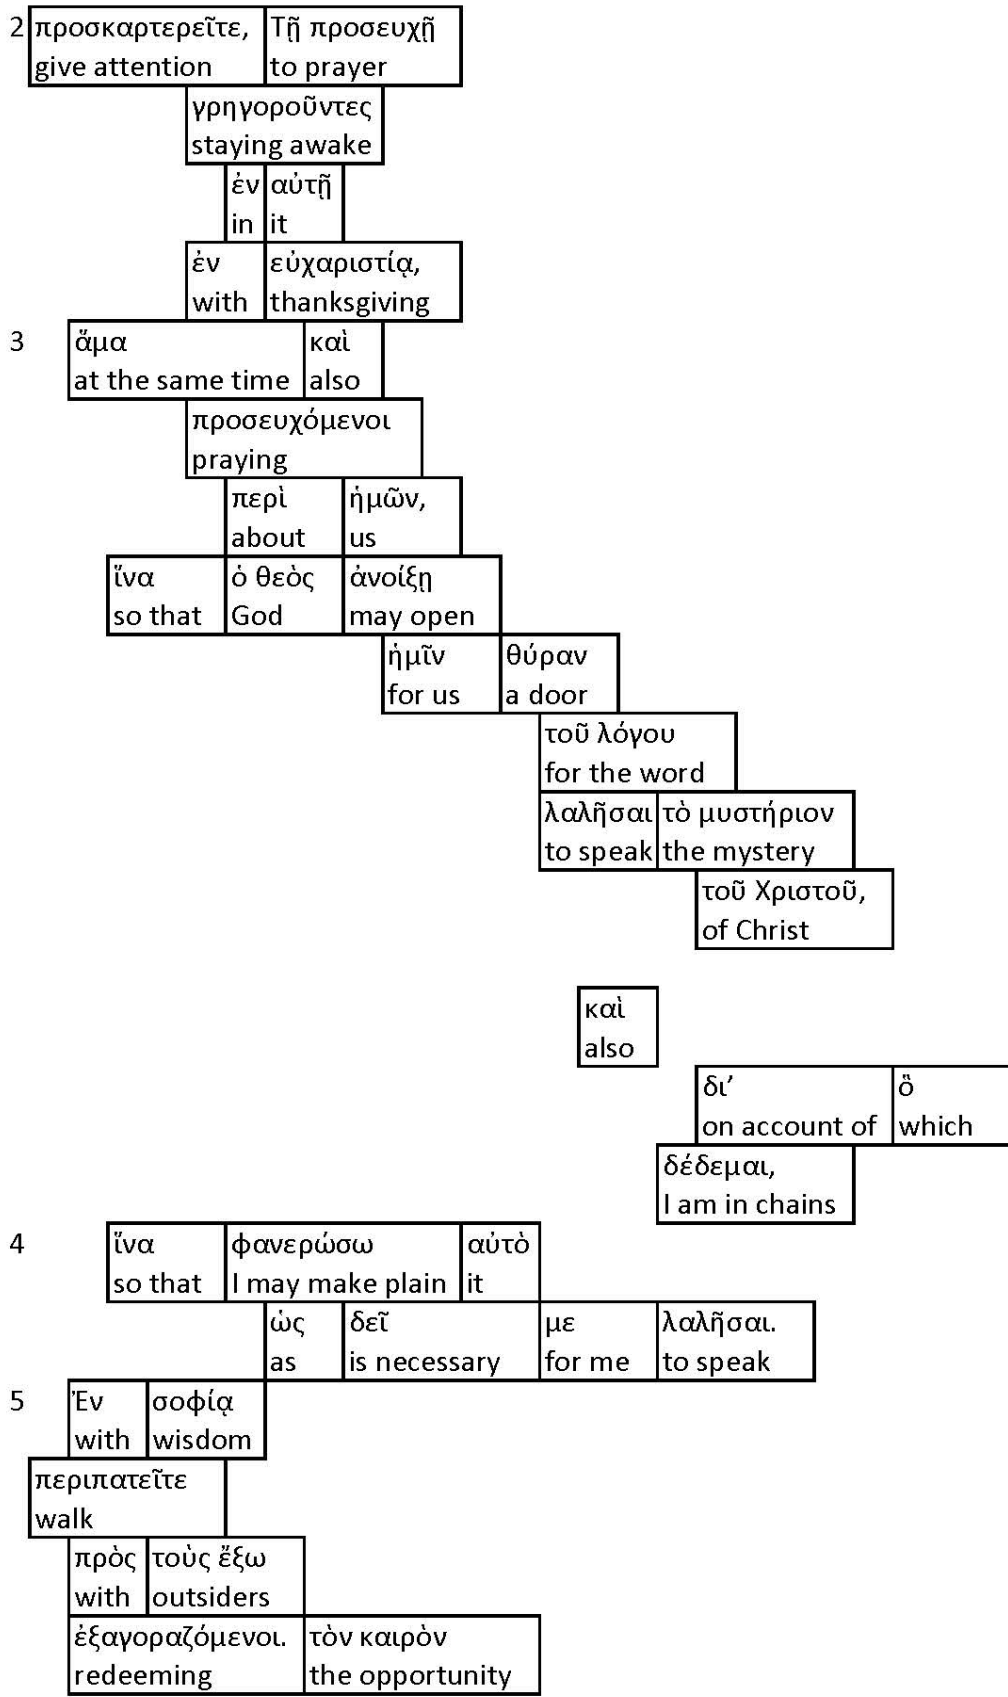 2 προσκαρτερεῖτε, Τῇ προσευχῇ
give attention to prayer
γρηγοροῦντες
staying awake
ἐν αὐτῇ
in it
ἐν εὐχαριστίᾳ,
with thanksgiving
3 ἅμα καὶ
at the same time also
προσευχόμενοι
praying
περὶ ἡμῶν,
about us
ἵνα ὁ θεὸς ἀνοίξῃ
so that God may open
ἡμῖν θύραν
for us a door
τοῦ λόγου
for the word
λαλῆσαι τὸ μυστήριον
to speak the mystery
τοῦ Χριστοῦ,
of Christ
καὶ
also
δι’ ὃ
on account of which
δέδεμαι,
I am in chains
4 ἵνα φανερώσω αὐτὸ
so that I may make plain it
ὡς δεῖ με λαλῆσαι.
as is necessary for me to speak
5 Ἐν σοφίᾳ
with wisdom
περιπατεῖτε
walk
πρὸς τοὺς ἔξω
with outsiders
ἐξαγοραζόμενοι. τὸν καιρὸν
redeeming the opportunity